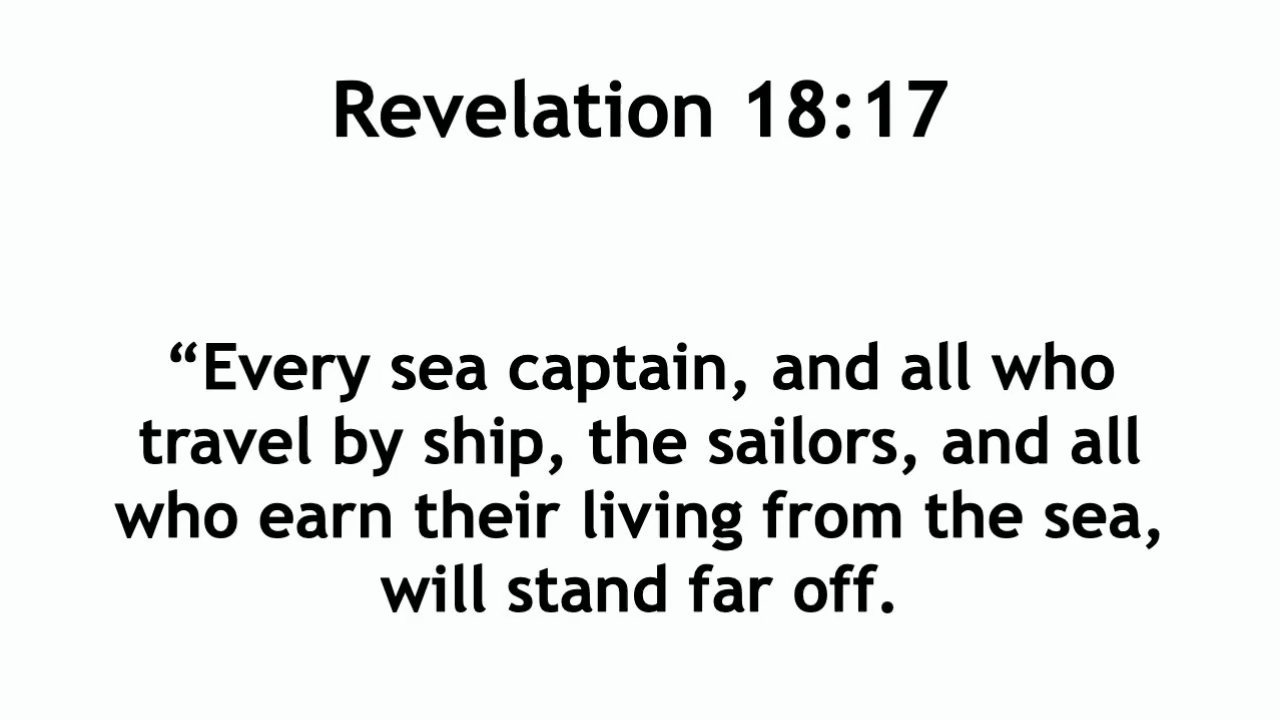 Revelation 18:17
“Every sea captain, and all who
travel by ship, the sailors, and all
who earn their living from the sea,
will stand far off.